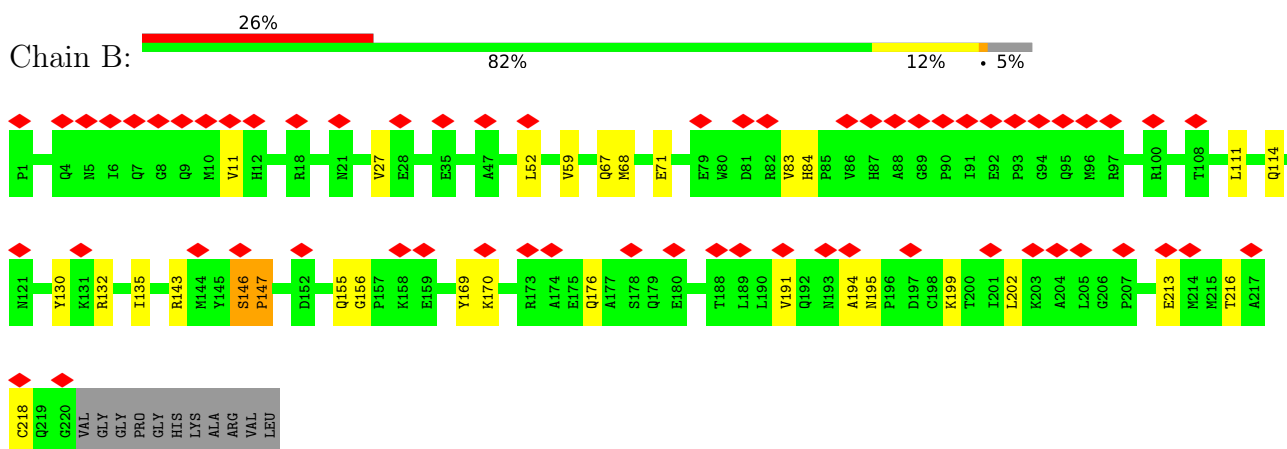 26%
Chain B:
82% 12% • 5%
P1 Q4 N5 I6 Q7 G8 Q9 M10 V11 H12 R18 N21 V27 E28 E35 A47 L52 V59 Q67 M68 E71 E79 W80 D81 R82 V83 H84 P85 V86 H87 A88 G89 P90 I91 E92 P93 G94 Q95 M96 R97 R100 T108 L111 Q114
N121 Y130 K131 R132 I135 R143 M144 Y145 S146 P147 D152 Q155 G156 P157 K158 E159 Y169 K170 R173 A174 E175 Q176 A177 S178 Q179 E180 T188 L189 L190 V191 Q192 N193 A194 N195 P196 D197 C198 K199 T200 I201 L202 K203 A204 L205 G206 P207 E213 M214 M215 T216 A217
C218 Q219 G220 VAL GLY GLY PRO GLY HIS LYS ALA ARG VAL LEU